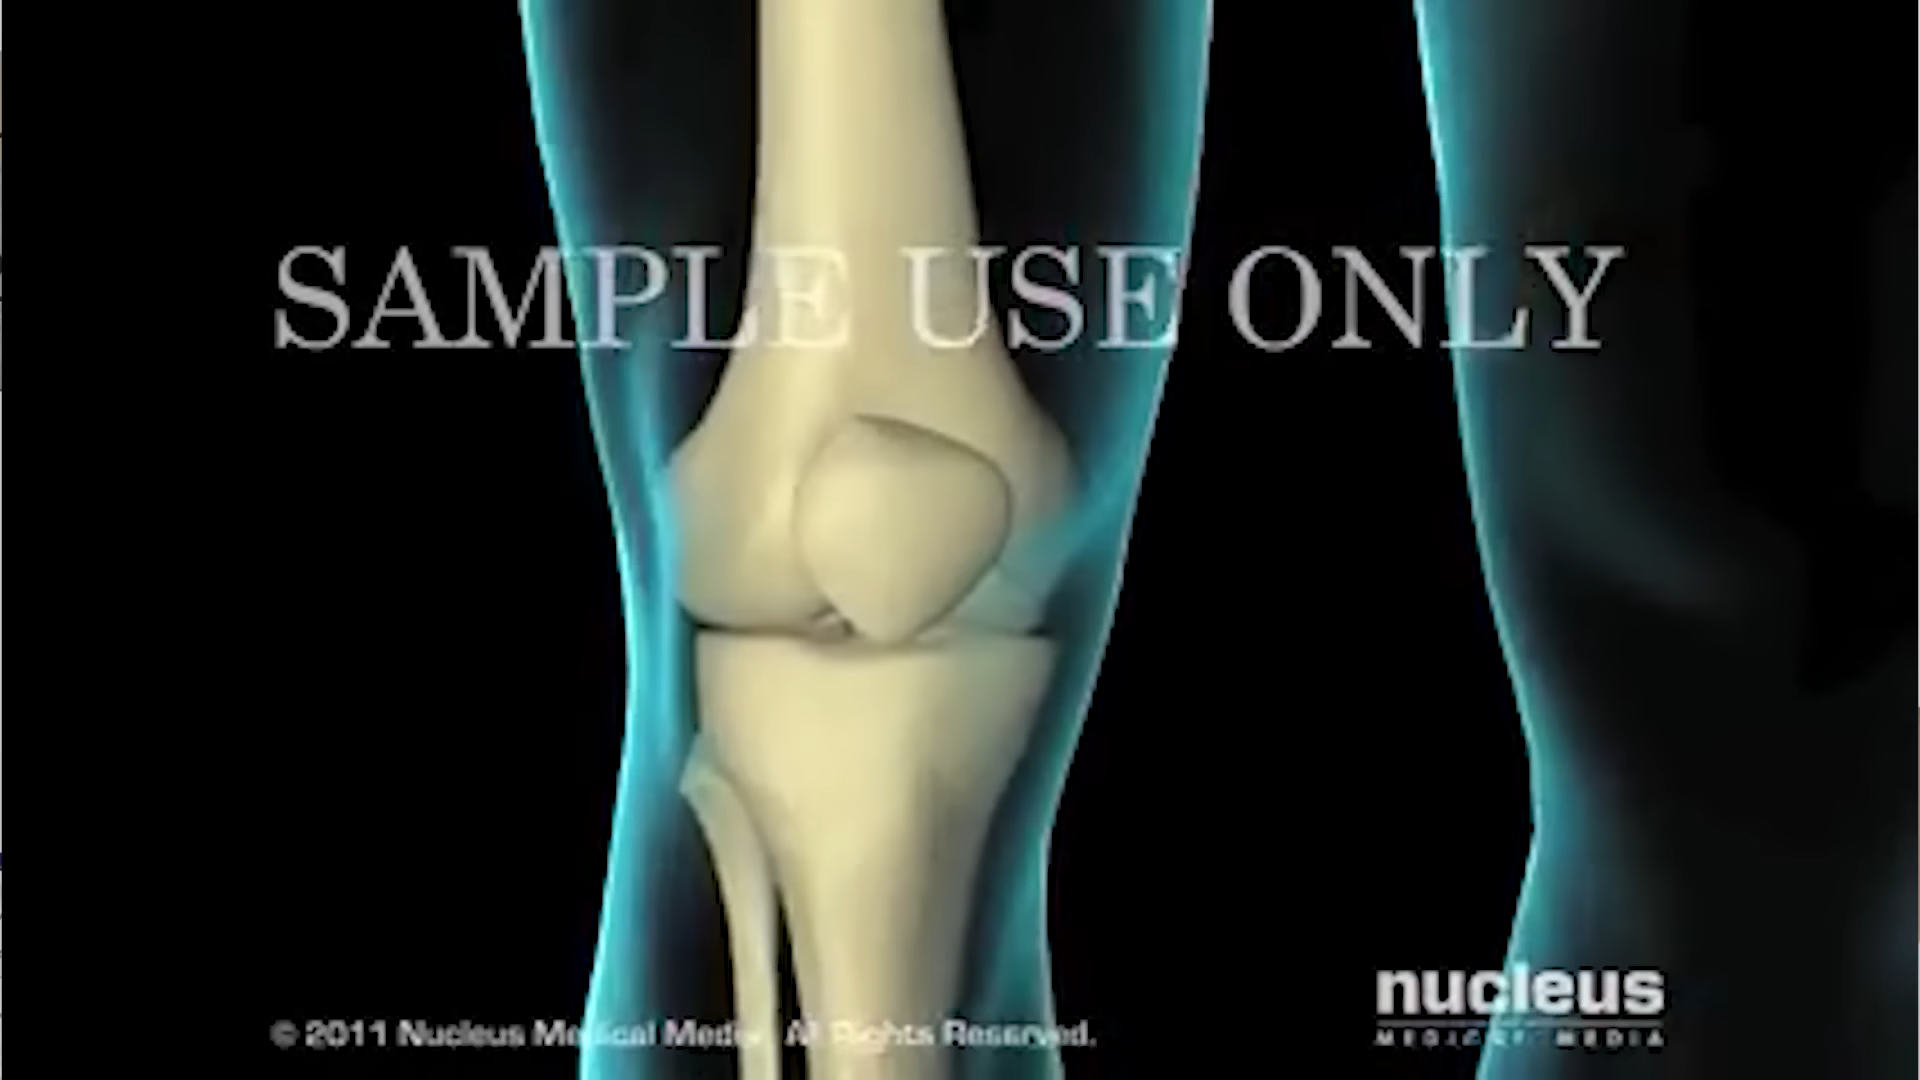 SAMPLE USE ONLY
nucleus
MEDICAL MEDIA
© 2011 Nucleus Medical Media. All Rights Reserved.